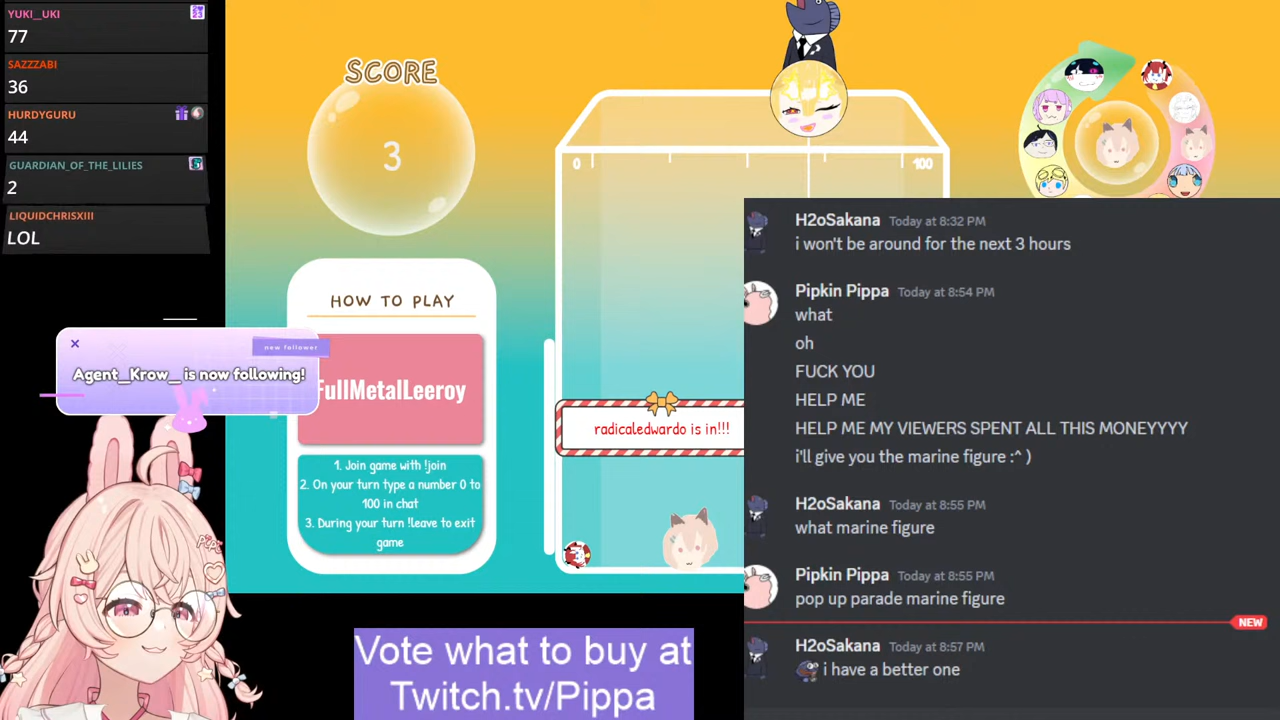 YUKI__UKI
77
SAZZZABI
36
HURDYGURU
44
GUARDIAN_OF_THE_LILIES
2
LIQUIDCHRISXIII
LOL
new follower
Agent_Krow_ is now following!
SCORE
3
HOW TO PLAY
FullMetalLeeroy
1. Join game with !join
2. On your turn type a number 0 to
100 in chat
3. During your turn !leave to exit
game
0
100
radicaledwardo is in!!!
Vote what to buy at
Twitch.tv/Pippa
H2oSakana Today at 8:32 PM
i won't be around for the next 3 hours
Pipkin Pippa Today at 8:54 PM
what
oh
FUCK YOU
HELP ME
HELP ME MY VIEWERS SPENT ALL THIS MONEYYYY
i'll give you the marine figure :^ )
H2oSakana Today at 8:55 PM
what marine figure
Pipkin Pippa Today at 8:55 PM
pop up parade marine figure
NEW
H2oSakana Today at 8:57 PM
i have a better one